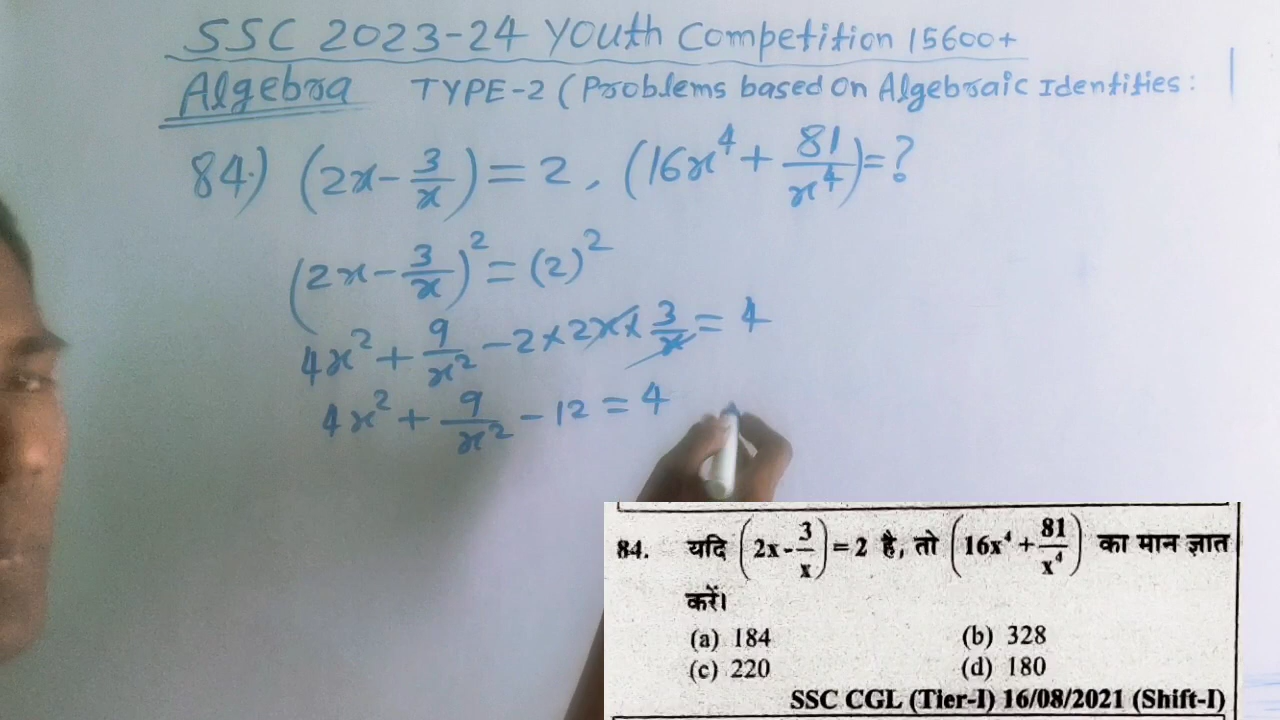 SSC 2023-24 Youth Competition 15600+
Algebra TYPE-2 (Problems based on Algebraic Identities:
84.) (2x - 3/x) = 2, (16x⁴ + 81/x⁴) = ?
(2x - 3/x)² = (2)²
4x² + 9/x² - 2 × 2x × 3/x = 4
4x² + 9/x² - 12 = 4
84. यदि (2x - 3/x) = 2 है, तो (16x⁴ + 81/x⁴) का मान ज्ञात
करें।
(a) 184 (b) 328
(c) 220 (d) 180
SSC CGL (Tier-I) 16/08/2021 (Shift-I)